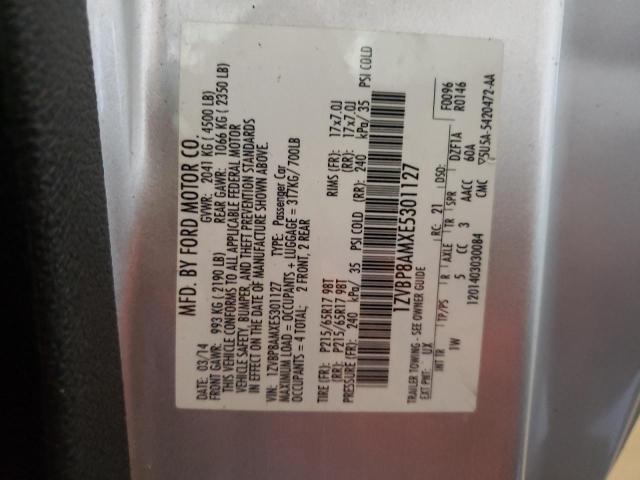 MFD. BY FORD MOTOR CO.
DATE: 03/14 GVWR: 2041 KG (4500 LB)
FRONT GAWR: 993 KG (2190 LB) REAR GAWR: 1066 KG (2350 LB)
THIS VEHICLE CONFORMS TO ALL APPLICABLE FEDERAL MOTOR
VEHICLE SAFETY, BUMPER, AND THEFT PREVENTION STANDARDS
IN EFFECT ON THE DATE OF MANUFACTURE SHOWN ABOVE.
VIN: 1ZVBP8AMXE5301127 TYPE: Passenger Car
MAXIMUM LOAD = OCCUPANTS + LUGGAGE = 317KG/ 700LB
OCCUPANTS = 4 TOTAL; 2 FRONT, 2 REAR
TIRE (FR): P215/65R17 98T RIMS (FR): 17x7.0J
(RR): P215/65R17 98T (RR): 17x7.0J
PRESSURE (FR): 240 kPa/ 35 PSI COLD (RR): 240 kPa/ 35 PSI COLD
1ZVBP8AMXE5301127
TRAILER TOWING - SEE OWNER GUIDE F0096
EXT PNT: UX RC: 21 DSO: R0146
INT TR TP/PS R AXLE TR SPR DZF1A
1W 5 CC 3 AACC 60A
CMC
1201403030084 5U5A-5420472-AA